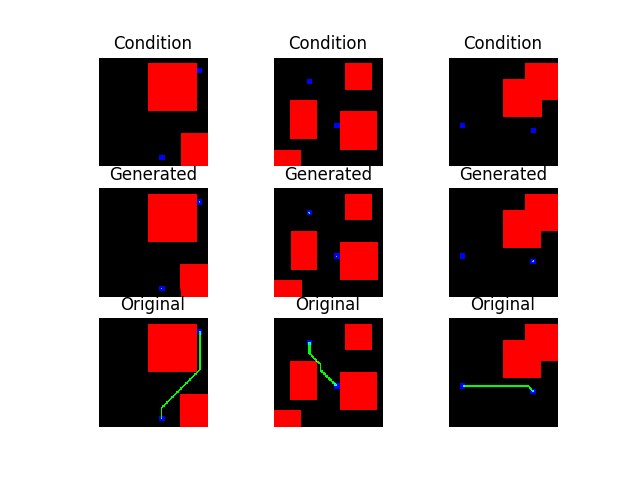 Condition Condition Condition
Generated Generated Generated
Original Original Original